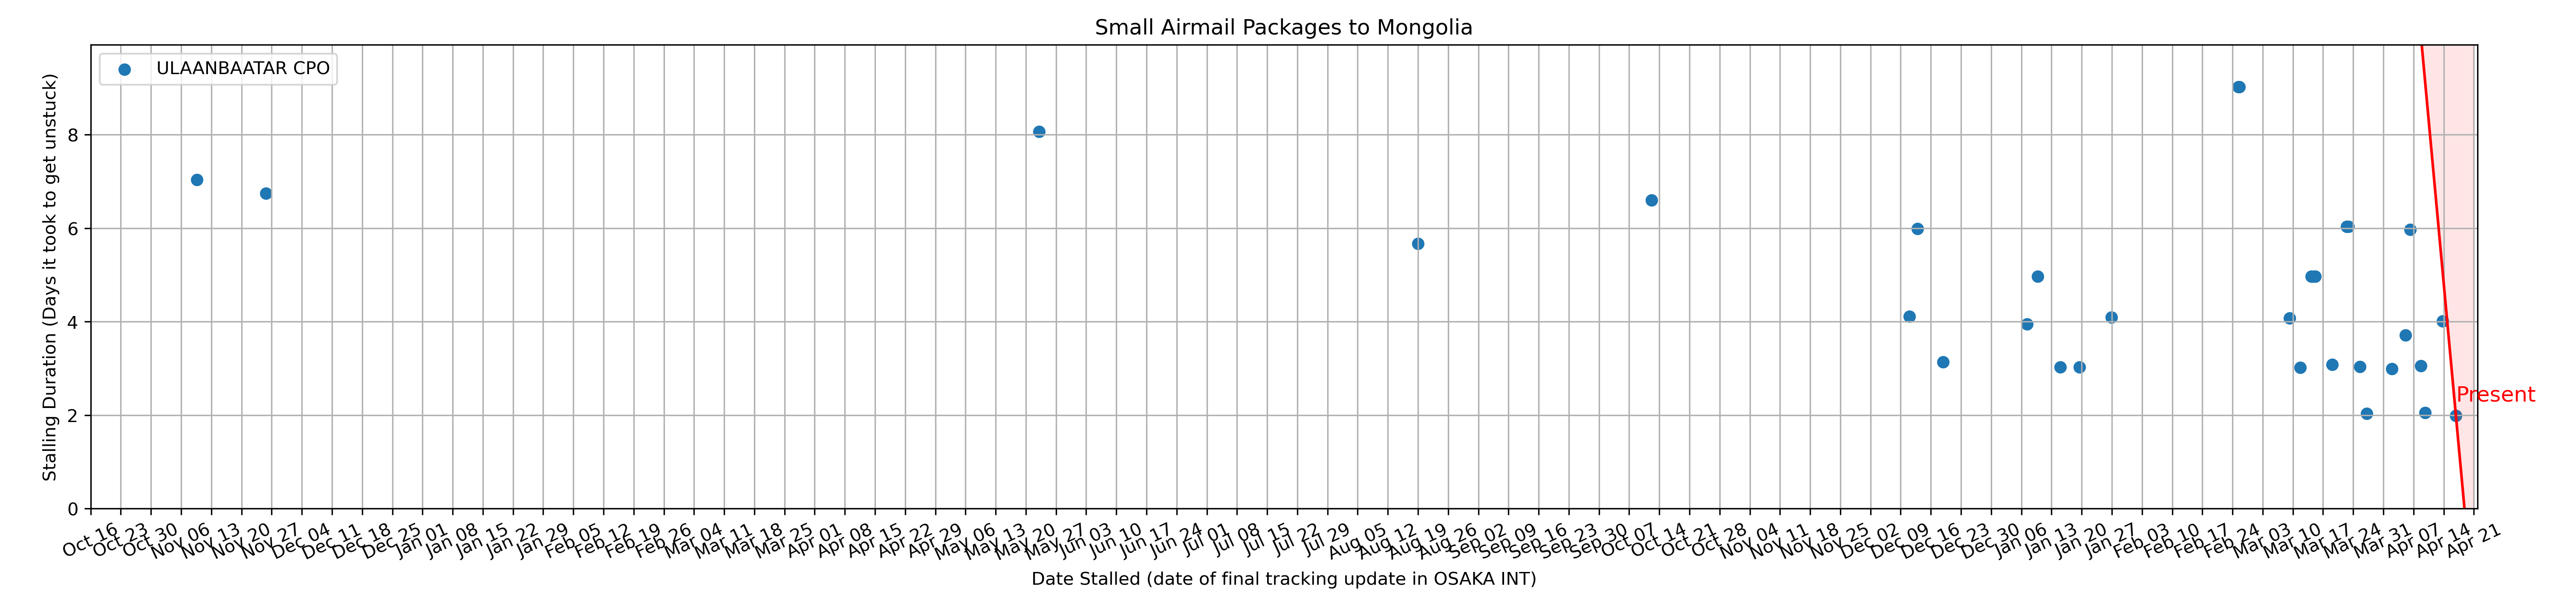 Small Airmail Packages to Mongolia
ULAANBAATAR CPO
Stalling Duration (Days it took to get unstuck)
8
6
4
2
0
Present
Oct 16
Oct 23
Oct 30
Nov 06
Nov 13
Nov 20
Nov 27
Dec 04
Dec 11
Dec 18
Dec 25
Jan 01
Jan 08
Jan 15
Jan 22
Jan 29
Feb 05
Feb 12
Feb 19
Feb 26
Mar 04
Mar 11
Mar 18
Mar 25
Apr 01
Apr 08
Apr 15
Apr 22
Apr 29
May 06
May 13
May 20
May 27
Jun 03
Jun 10
Jun 17
Jun 24
Jul 01
Jul 08
Jul 15
Jul 22
Jul 29
Aug 05
Aug 12
Aug 19
Aug 26
Sep 02
Sep 09
Sep 16
Sep 23
Sep 30
Oct 07
Oct 14
Oct 21
Oct 28
Nov 04
Nov 11
Nov 18
Nov 25
Dec 02
Dec 09
Dec 16
Dec 23
Dec 30
Jan 06
Jan 13
Jan 20
Jan 27
Feb 03
Feb 10
Feb 17
Feb 24
Mar 03
Mar 10
Mar 17
Mar 24
Mar 31
Apr 07
Apr 14
Apr 21
Date Stalled (date of final tracking update in OSAKA INT)